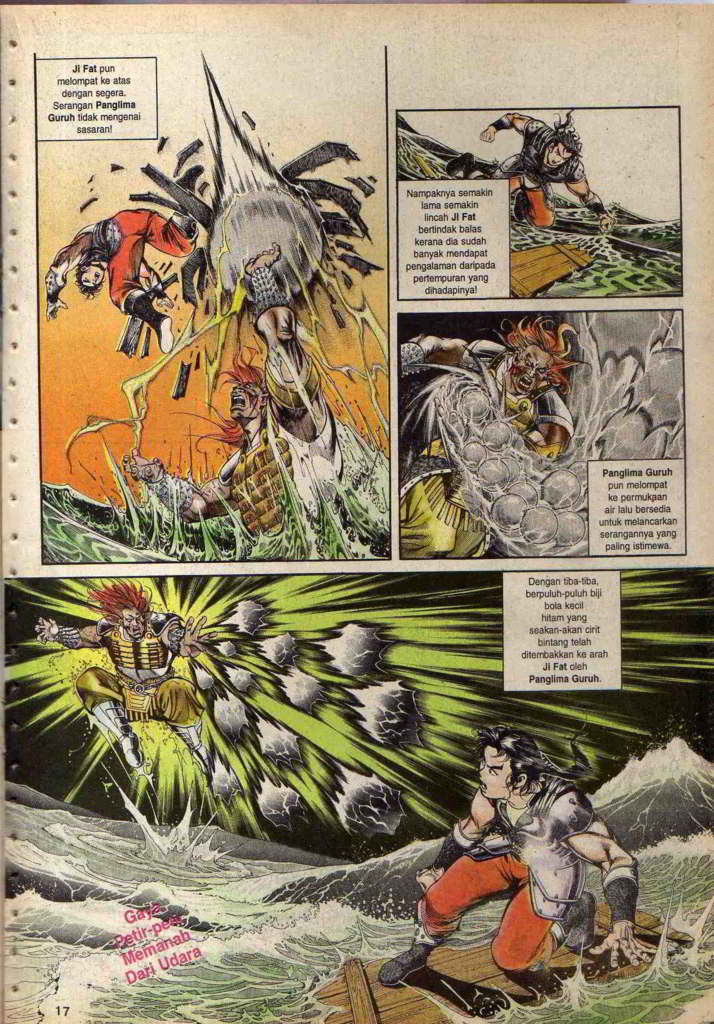 Ji Fat pun
melompat ke atas
dengan segera.
Serangan Panglima
Guruh tidak mengenai
sasaran!
Nampaknya semakin
lama semakin
lincah Ji Fat
bertindak balas
kerana dia sudah
banyak mendapat
pengalaman daripada
pertempuran yang
dihadapinya!
Panglima Guruh
pun melompat
ke permukaan
air lalu bersedia
untuk melancarkan
serangannya yang
paling istimewa.
Dengan tiba-tiba,
berpuluh-puluh biji
bola kecil
hitam yang
seakan-akan cirit
bintang telah
ditembakkan ke arah
Ji Fat oleh
Panglima Guruh.
Gaya
Petir-petir
Memanah
Dari Udara
17